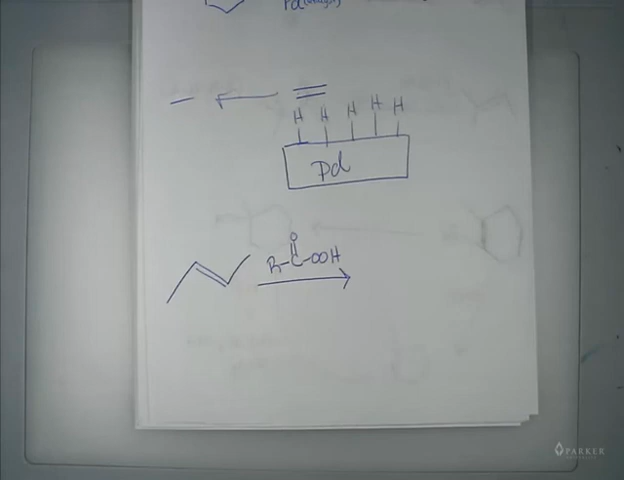 Pd
H H H H H
Pd
O
R-C-OOH
PARKER